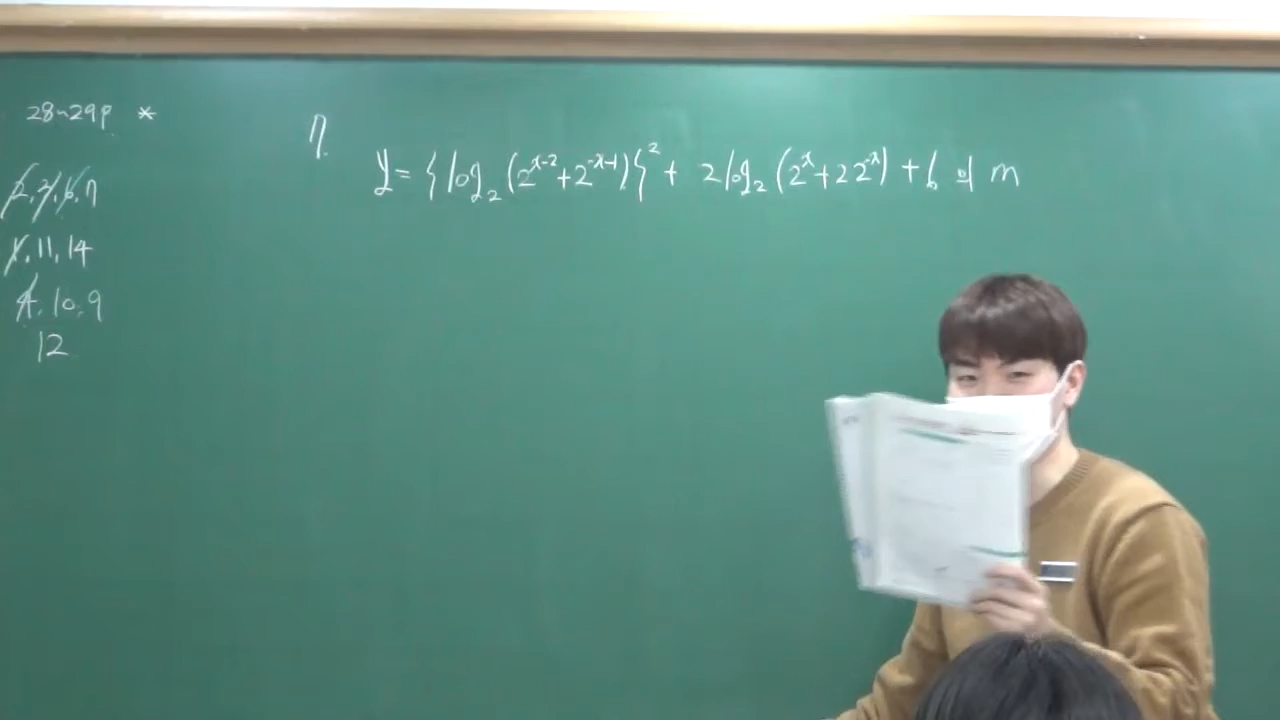 28~29p *
2, 3, 6, 7
1, 11, 14
4, 10, 9
12
7.
y = {log₂(2^(x-2)+2^(-x-1))}² + 2log₂(2^x+2 2^(-x)) + 6 의 m